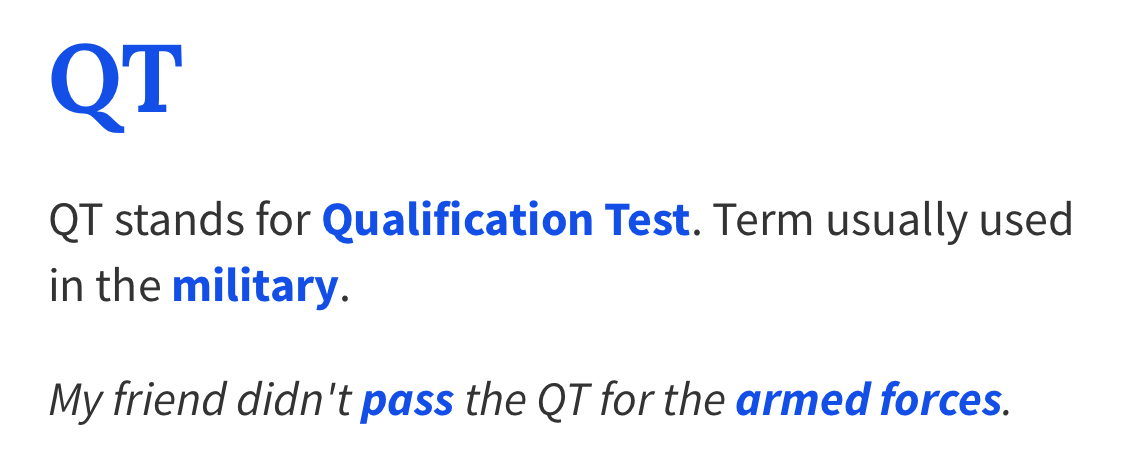 QT
QT stands for Qualification Test. Term usually used
in the military.
My friend didn't pass the QT for the armed forces.